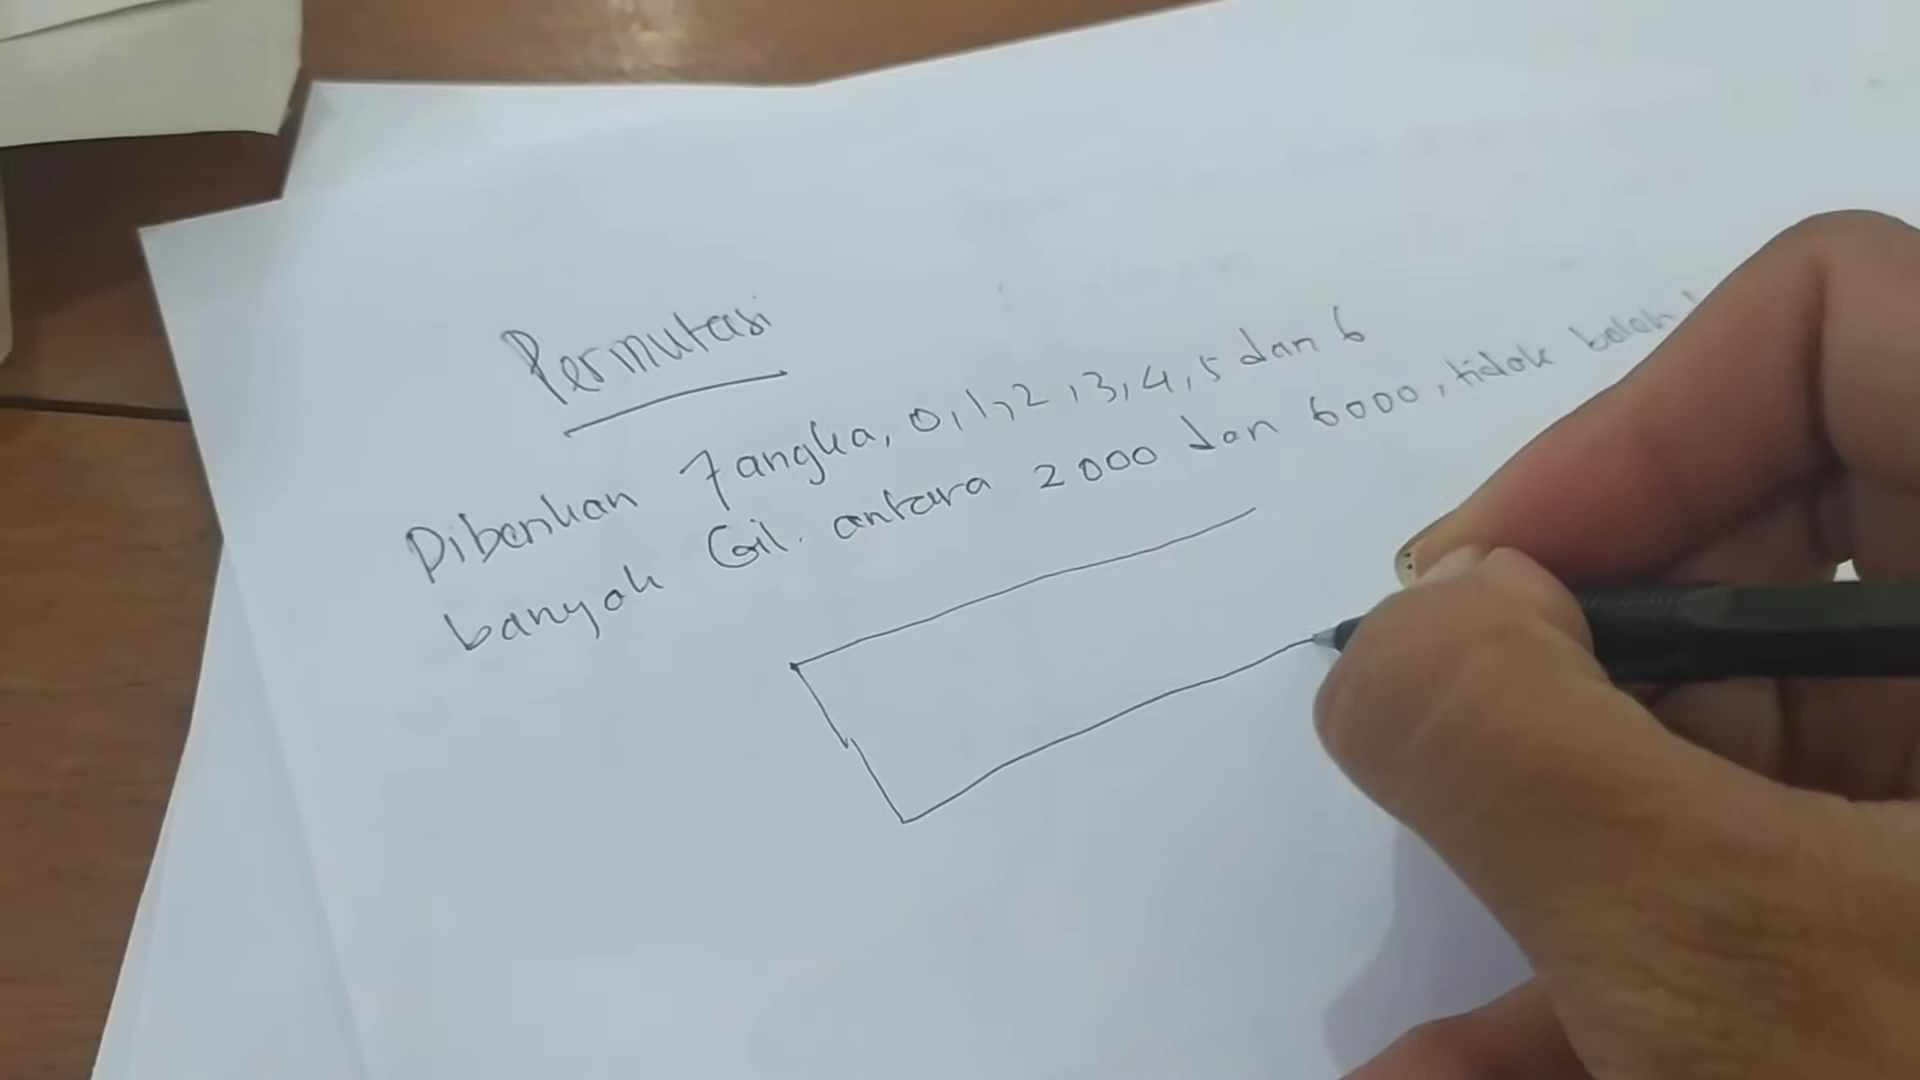 Permutasi
Diberikan 7 angka, 0, 1, 2, 3, 4, 5 dan 6
banyak Bil. antara 2000 dan 6000, tidak boleh